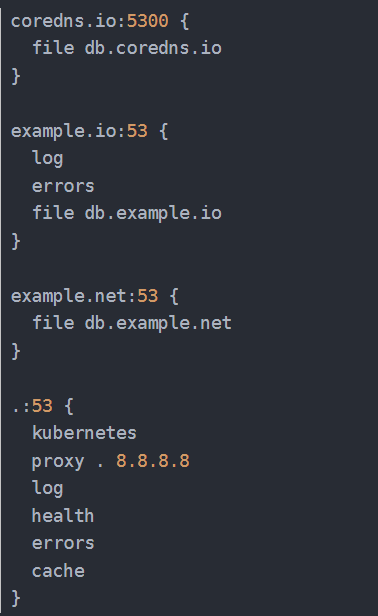 coredns.io:5300 {
  file db.coredns.io
}

example.io:53 {
  log
  errors
  file db.example.io
}

example.net:53 {
  file db.example.net
}

.:53 {
  kubernetes
  proxy . 8.8.8.8
  log
  health
  errors
  cache
}